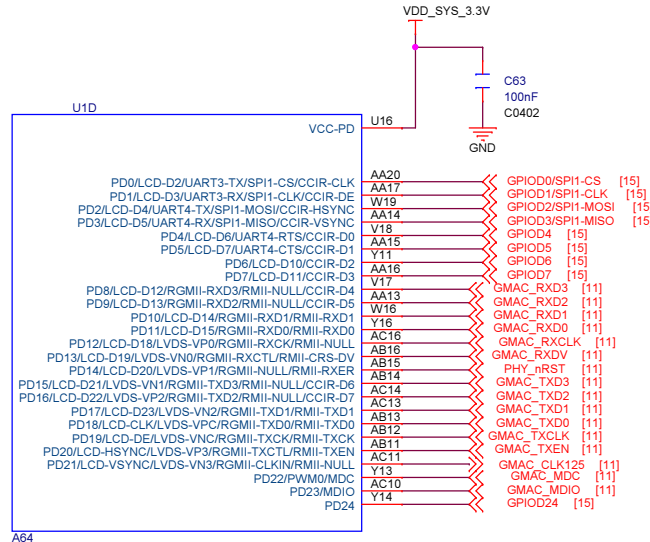 VDD_SYS_3.3V
C63
100nF
C0402
GND
U1D
VCC-PD U16
PD0/LCD-D2/UART3-TX/SPI1-CS/CCIR-CLK AA20 GPIOD0/SPI1-CS [15]
PD1/LCD-D3/UART3-RX/SPI1-CLK/CCIR-DE AA17 GPIOD1/SPI1-CLK [15]
PD2/LCD-D4/UART4-TX/SPI1-MOSI/CCIR-HSYNC W19 GPIOD2/SPI1-MOSI [15
PD3/LCD-D5/UART4-RX/SPI1-MISO/CCIR-VSYNC AA14 GPIOD3/SPI1-MISO [15
PD4/LCD-D6/UART4-RTS/CCIR-D0 V18 GPIOD4 [15]
PD5/LCD-D7/UART4-CTS/CCIR-D1 AA15 GPIOD5 [15]
PD6/LCD-D10/CCIR-D2 Y11 GPIOD6 [15]
PD7/LCD-D11/CCIR-D3 AA16 GPIOD7 [15]
PD8/LCD-D12/RGMII-RXD3/RMII-NULL/CCIR-D4 V17 GMAC_RXD3 [11]
PD9/LCD-D13/RGMII-RXD2/RMII-NULL/CCIR-D5 AA13 GMAC_RXD2 [11]
PD10/LCD-D14/RGMII-RXD1/RMII-RXD1 W16 GMAC_RXD1 [11]
PD11/LCD-D15/RGMII-RXD0/RMII-RXD0 Y16 GMAC_RXD0 [11]
PD12/LCD-D18/LVDS-VP0/RGMII-RXCK/RMII-NULL AC16 GMAC_RXCLK [11]
PD13/LCD-D19/LVDS-VN0/RGMII-RXCTL/RMII-CRS-DV AB16 GMAC_RXDV [11]
PD14/LCD-D20/LVDS-VP1/RGMII-NULL/RMII-RXER AB15 PHY_nRST [11]
PD15/LCD-D21/LVDS-VN1/RGMII-TXD3/RMII-NULL/CCIR-D6 AB14 GMAC_TXD3 [11]
PD16/LCD-D22/LVDS-VP2/RGMII-TXD2/RMII-NULL/CCIR-D7 AC14 GMAC_TXD2 [11]
PD17/LCD-D23/LVDS-VN2/RGMII-TXD1/RMII-TXD1 AC13 GMAC_TXD1 [11]
PD18/LCD-CLK/LVDS-VPC/RGMII-TXD0/RMII-TXD0 AB13 GMAC_TXD0 [11]
PD19/LCD-DE/LVDS-VNC/RGMII-TXCK/RMII-TXCK AB12 GMAC_TXCLK [11]
PD20/LCD-HSYNC/LVDS-VP3/RGMII-TXCTL/RMII-TXEN AB11 GMAC_TXEN [11]
PD21/LCD-VSYNC/LVDS-VN3/RGMII-CLKIN/RMII-NULL AC11 GMAC_CLK125 [11]
PD22/PWM0/MDC Y13 GMAC_MDC [11]
PD23/MDIO AC10 GMAC_MDIO [11]
PD24 Y14 GPIOD24 [15]
A64